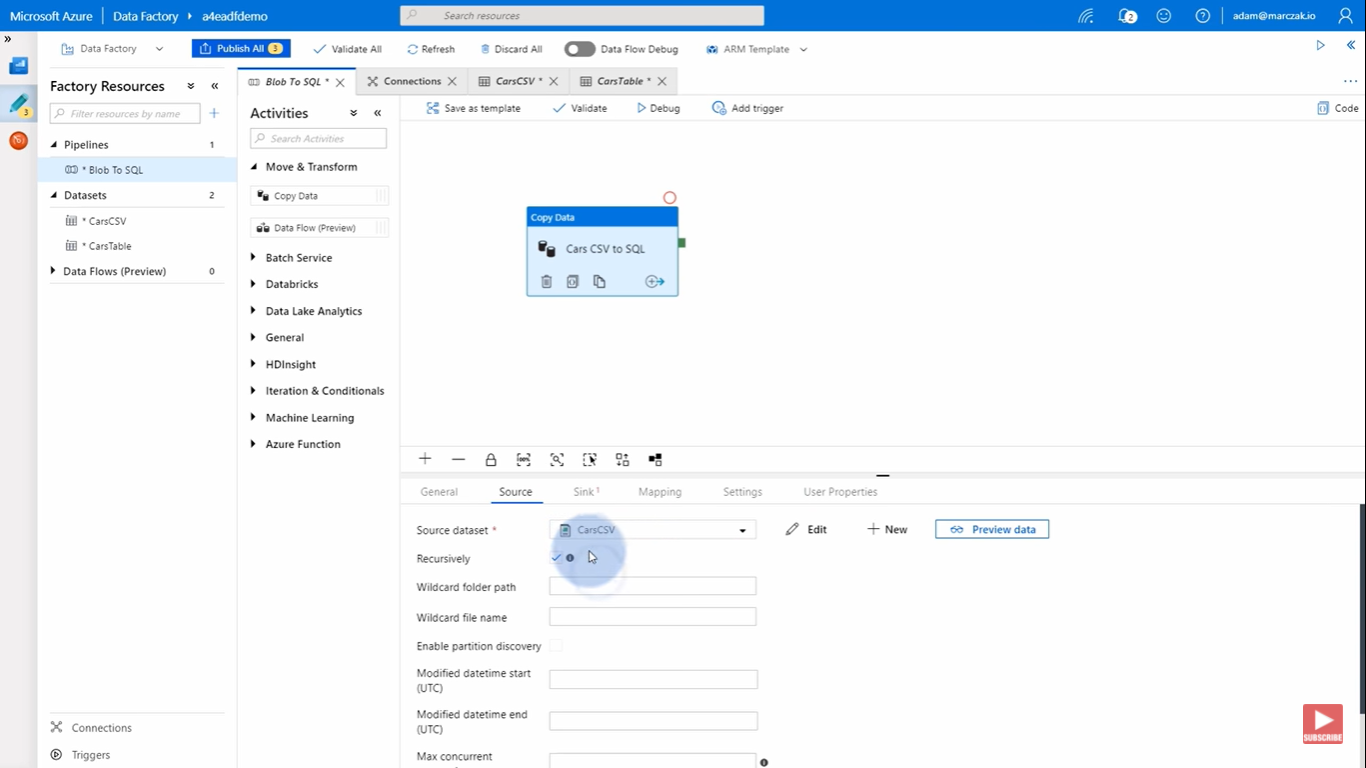 Microsoft Azure Data Factory a4eadfdemo Search resources 2 adam@marczak.io
Data Factory Publish All 3 Validate All Refresh Discard All Data Flow Debug ARM Template
Factory Resources
Filter resources by name
Pipelines 1
* Blob To SQL
Datasets 2
* CarsCSV
* CarsTable
Data Flows (Preview) 0
Connections
Triggers
3
Blob To SQL * Connections CarsCSV * CarsTable *
Activities
Search Activities
Move & Transform
Copy Data
Data Flow (Preview)
Batch Service
Databricks
Data Lake Analytics
General
HDInsight
Iteration & Conditionals
Machine Learning
Azure Function
Save as template Validate Debug Add trigger Code
Copy Data
Cars CSV to SQL
100%
General Source Sink 1 Mapping Settings User Properties
Source dataset * CarsCSV Edit New Preview data
Recursively
Wildcard folder path
Wildcard file name
Enable partition discovery
Modified datetime start
(UTC)
Modified datetime end
(UTC)
Max concurrent
SUBSCRIBE